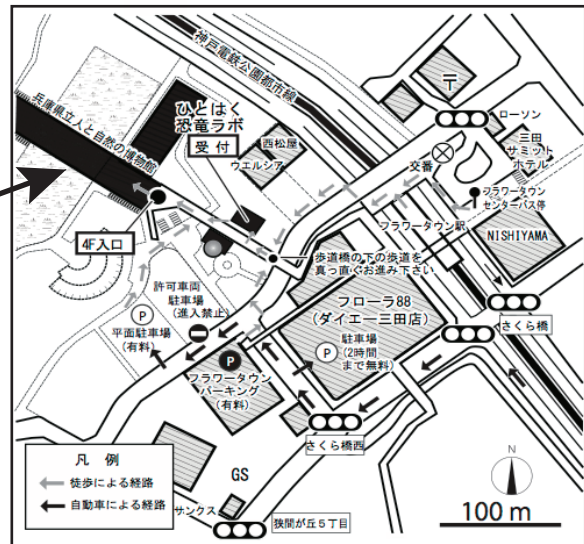 神戸電鉄公園都市線
〒
ローソン
兵庫県立人と自然の博物館
ひとはく
恐竜ラボ
受付
西松屋
ウエルシア
交番
三田
サミット
ホテル
フラワータウン
センターバス停
フラワータウン駅
NISHIYAMA
4F入口
歩道橋の下の歩道を
真っ直ぐお進み下さい
許可車両
駐車場
(進入禁止)
フローラ88
(ダイエー三田店)
さくら橋
P
平面駐車場
(有料)
P
駐車場
(2時間
まで無料)
P
フラワータウン
パーキング
(有料)
さくら橋西
凡 例
徒歩による経路
自動車による経路
GS
サンクス
狭間が丘5丁目
N
100 m